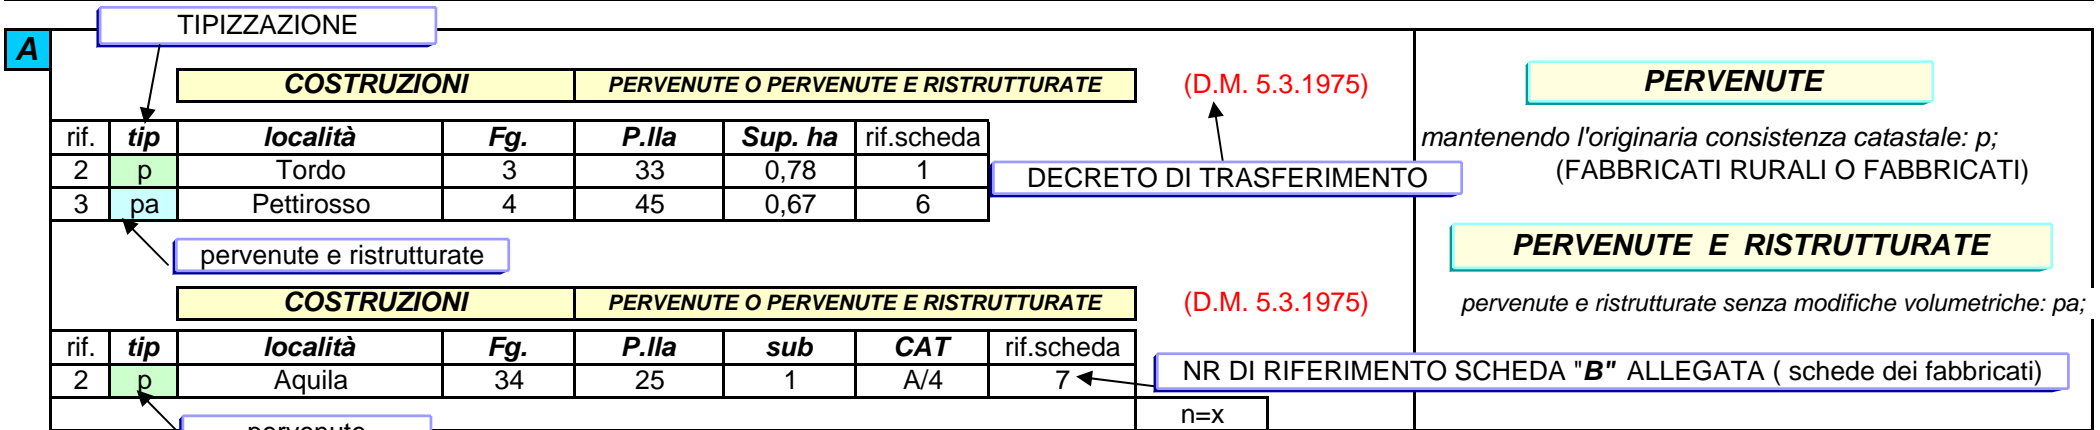 TIPIZZAZIONE
A
COSTRUZIONI PERVENUTE O PERVENUTE E RISTRUTTURATE (D.M. 5.3.1975) PERVENUTE
rif. tip località Fg. P.lla Sup. ha rif.scheda mantenendo l'originaria consistenza catastale: p;
2 p Tordo 3 33 0,78 1 DECRETO DI TRASFERIMENTO (FABBRICATI RURALI O FABBRICATI)
3 pa Pettirosso 4 45 0,67 6
pervenute e ristrutturate PERVENUTE E RISTRUTTURATE
COSTRUZIONI PERVENUTE O PERVENUTE E RISTRUTTURATE (D.M. 5.3.1975) pervenute e ristrutturate senza modifiche volumetriche: pa;
rif. tip località Fg. P.lla sub CAT rif.scheda
2 p Aquila 34 25 1 A/4 7 NR DI RIFERIMENTO SCHEDA "B" ALLEGATA ( schede dei fabbricati)
n=x
pervenute